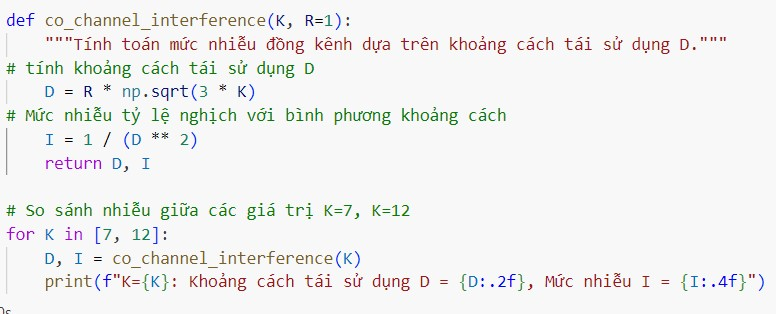 def co_channel_interference(K, R=1):
    """Tính toán mức nhiễu đồng kênh dựa trên khoảng cách tái sử dụng D."""
# tính khoảng cách tái sử dụng D
    D = R * np.sqrt(3 * K)
# Mức nhiễu tỷ lệ nghịch với bình phương khoảng cách
    I = 1 / (D ** 2)
    return D, I
# So sánh nhiễu giữa các giá trị K=7, K=12
for K in [7, 12]:
    D, I = co_channel_interference(K)
    print(f"K={K}: Khoảng cách tái sử dụng D = {D:.2f}, Mức nhiễu I = {I:.4f}")